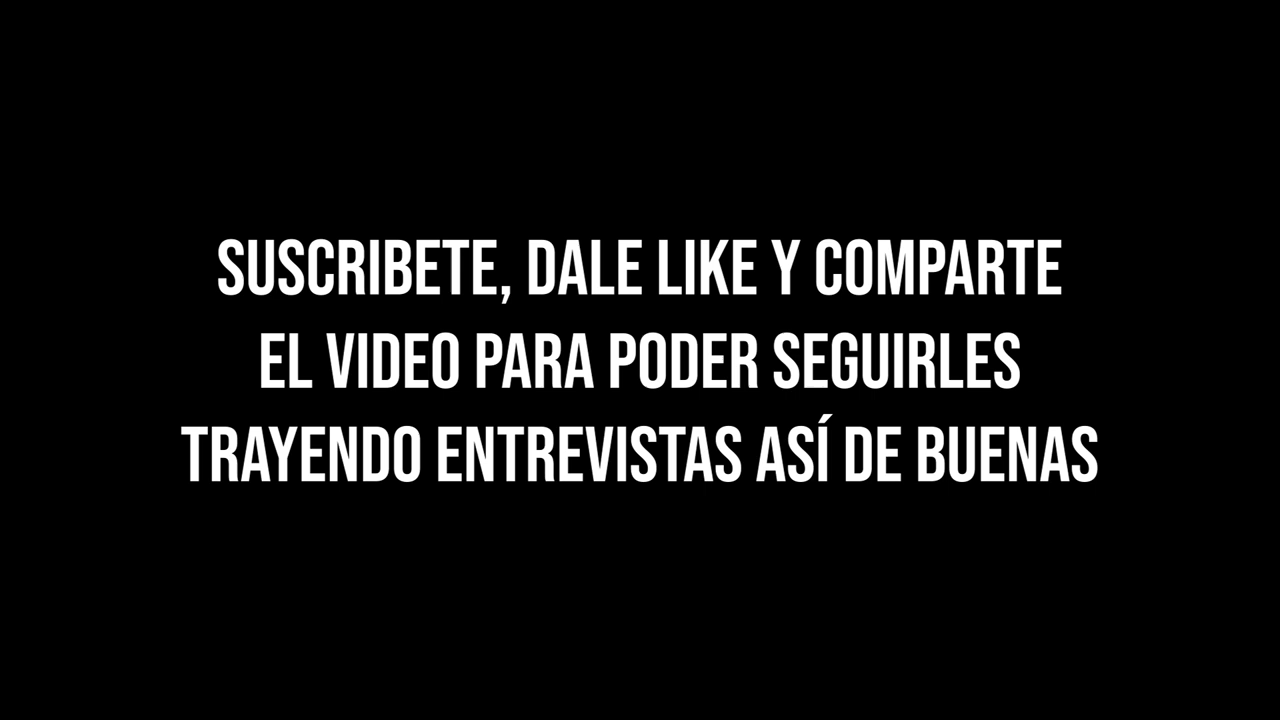 SUSCRIBETE, DALE LIKE Y COMPARTE
EL VIDEO PARA PODER SEGUIRLES
TRAYENDO ENTREVISTAS ASÍ DE BUENAS